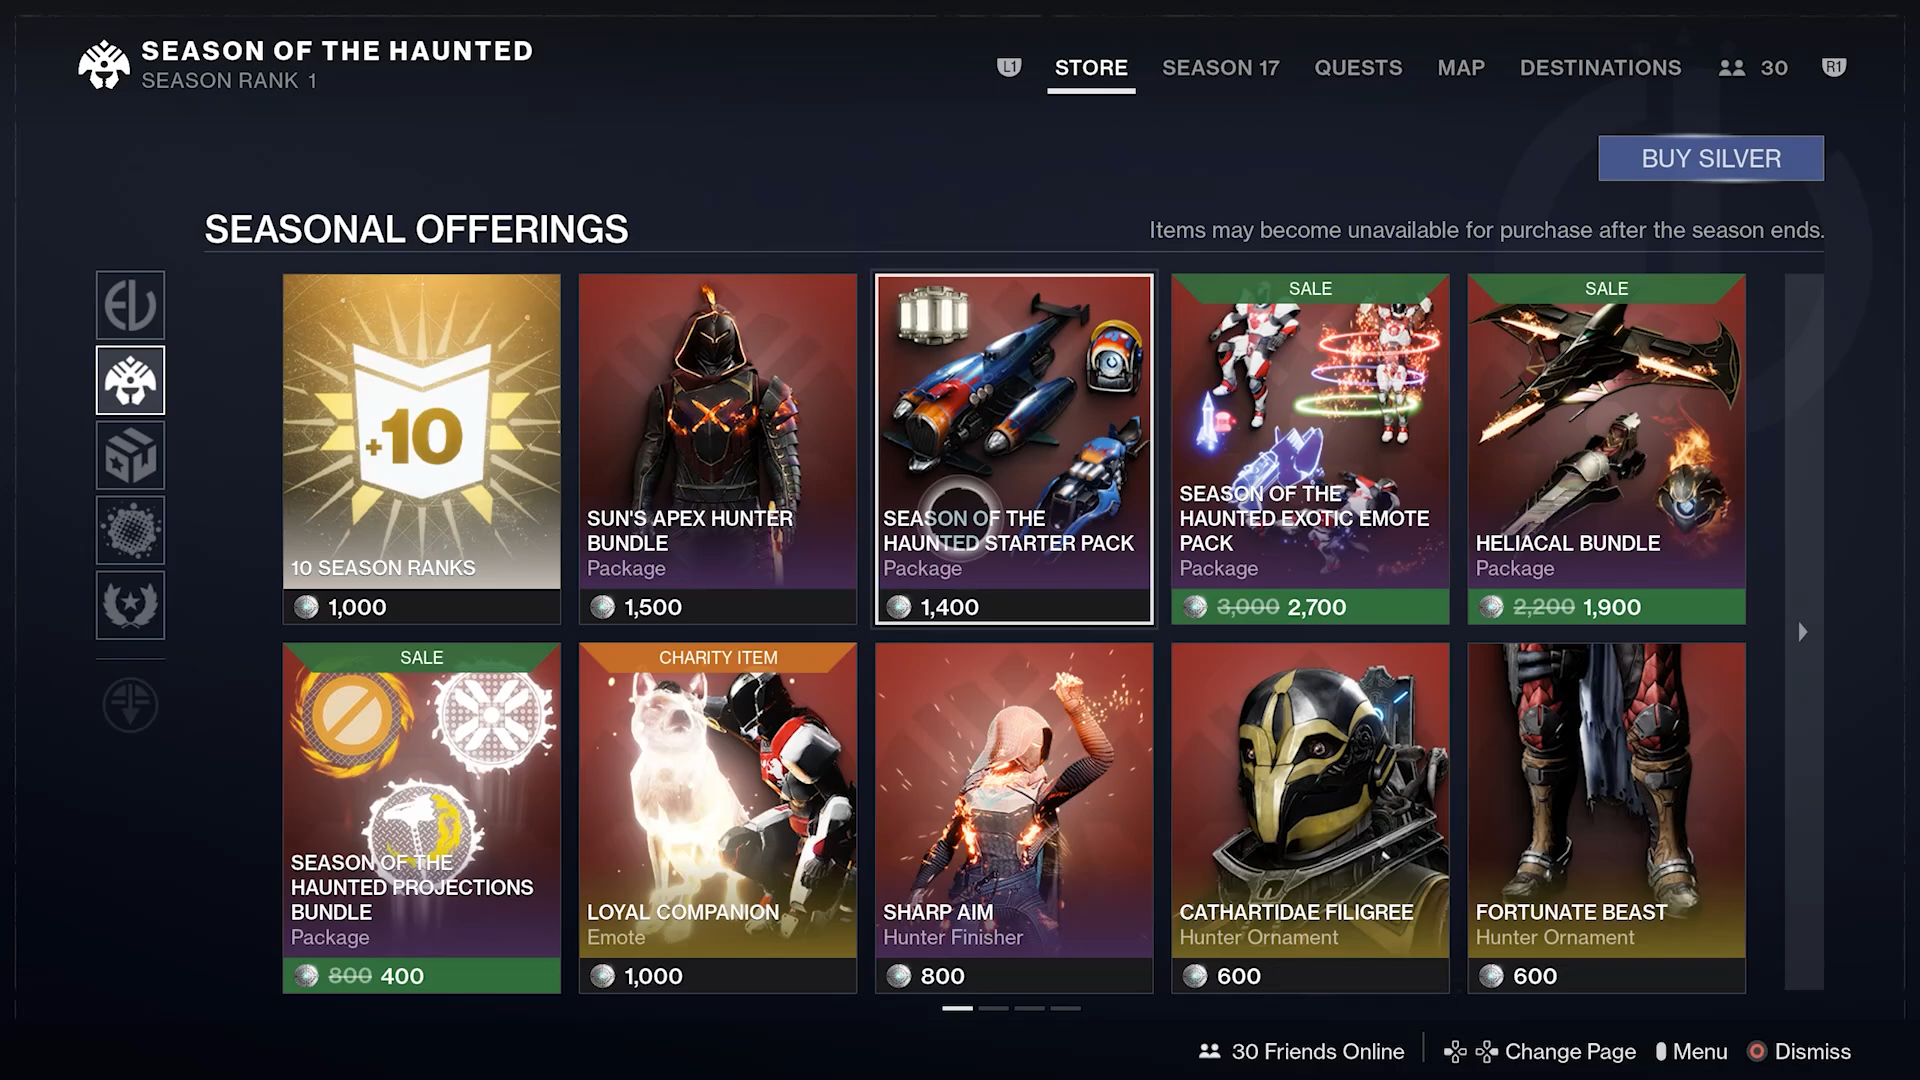 SEASON OF THE HAUNTED
SEASON RANK 1
L1
STORE
SEASON 17
QUESTS
MAP
DESTINATIONS
30
R1
BUY SILVER
SEASONAL OFFERINGS
Items may become unavailable for purchase after the season ends.
+10
10 SEASON RANKS
1,000
SUN'S APEX HUNTER
BUNDLE
Package
1,500
SEASON OF THE
HAUNTED STARTER PACK
Package
1,400
SALE
SEASON OF THE
HAUNTED EXOTIC EMOTE
PACK
Package
3,000 2,700
SALE
HELIACAL BUNDLE
Package
2,200 1,900
SALE
SEASON OF THE
HAUNTED PROJECTIONS
BUNDLE
Package
800 400
CHARITY ITEM
LOYAL COMPANION
Emote
1,000
SHARP AIM
Hunter Finisher
800
CATHARTIDAE FILIGREE
Hunter Ornament
600
FORTUNATE BEAST
Hunter Ornament
600
30 Friends Online
Change Page
Menu
Dismiss